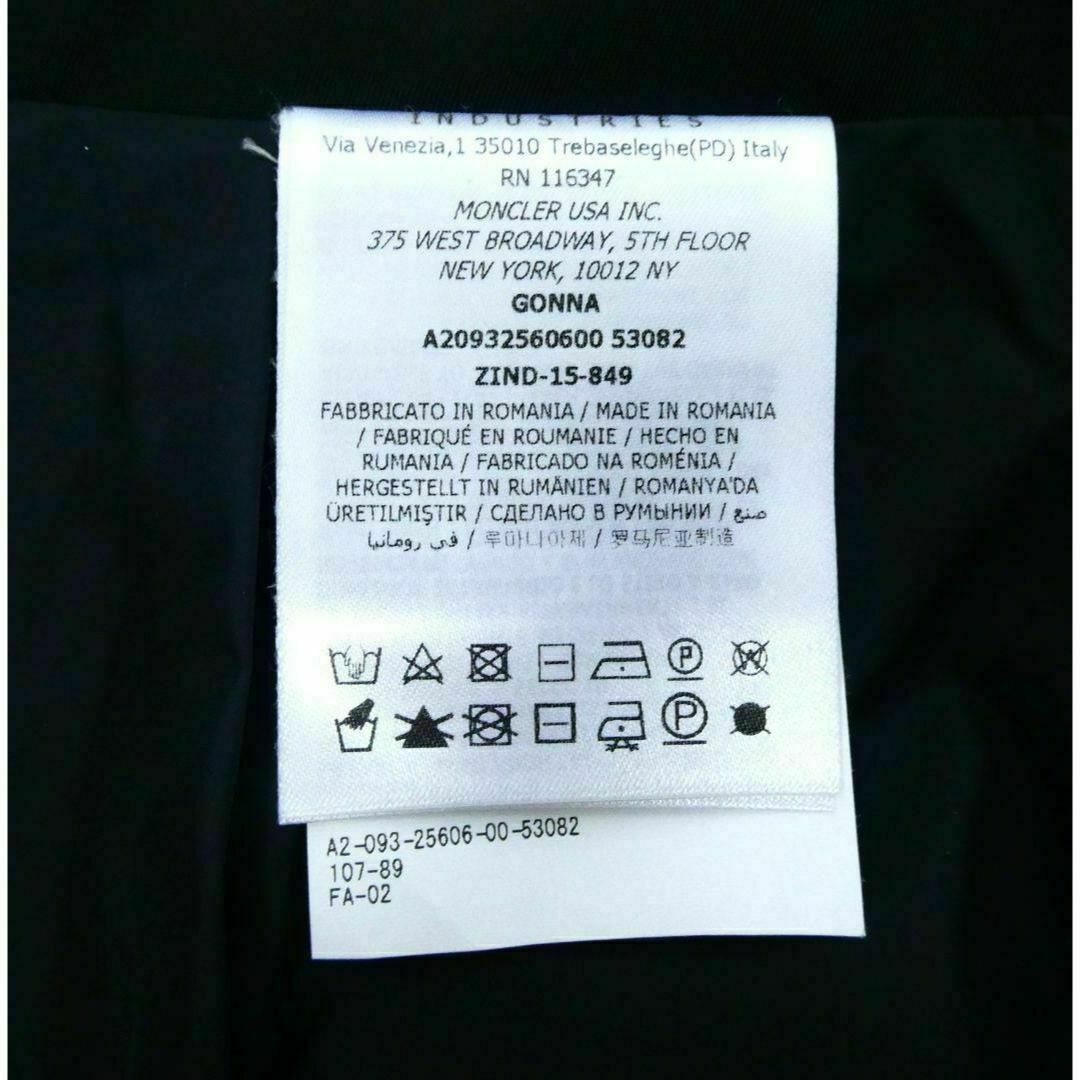 INDUSTRIES
Via Venezia,1 35010 Trebaseleghe(PD) Italy
RN 116347
MONCLER USA INC.
375 WEST BROADWAY, 5TH FLOOR
NEW YORK, 10012 NY
GONNA
A20932560600 53082
ZIND-15-849
FABBRICATO IN ROMANIA / MADE IN ROMANIA
/ FABRIQUÉ EN ROUMANIE / HECHO EN
RUMANIA / FABRICADO NA ROMÉNIA /
HERGESTELLT IN RUMÄNIEN / ROMANYA'DA
ÜRETILMIŞTIR / СДЕЛАНО В РУМЫНИИ / صنع
في رومانيا / 루마니아제 / 罗马尼亚制造
P W
P
A2-093-25606-00-53082
107-89
FA-02